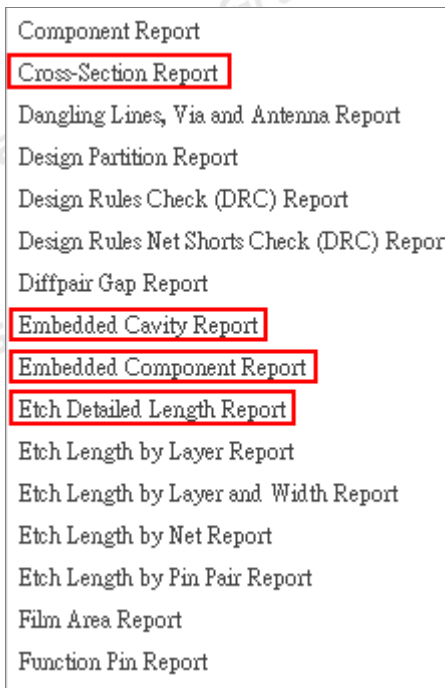 Component Report
Cross-Section Report
Dangling Lines, Via and Antenna Report
Design Partition Report
Design Rules Check (DRC) Report
Design Rules Net Shorts Check (DRC) Repor
Diffpair Gap Report
Embedded Cavity Report
Embedded Component Report
Etch Detailed Length Report
Etch Length by Layer Report
Etch Length by Layer and Width Report
Etch Length by Net Report
Etch Length by Pin Pair Report
Film Area Report
Function Pin Report